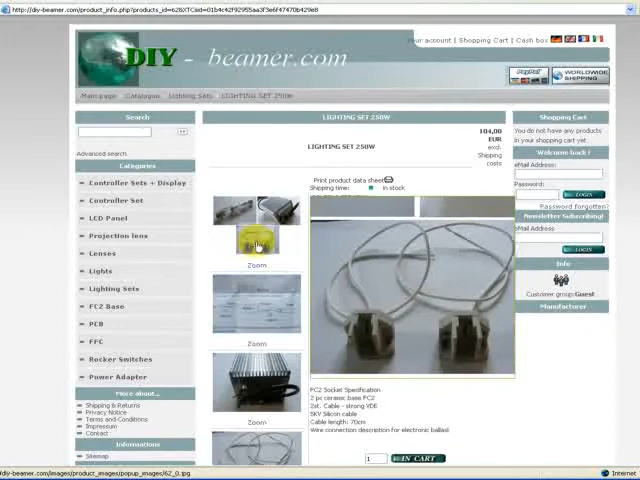 http://diy-beamer.com/product_info.php?products_id=62&XTCsid=01b4c42f92955aa3f3e6f47470b429e8
DIY - beamer.com
Your account | Shopping Cart | Cash box
PayPal
WORLDWIDE SHIPPING
Main page Catalogue Lighting Sets LIGHTING SET 250W
Search
Advanced search.
Categories
Controller Sets + Display
Controller Set
LCD Panel
Projection lens
Lenses
Lights
Lighting Sets
FC2 Base
PCB
FFC
Rocker Switches
Power Adapter
More about...
Shipping & Returns
Privacy Notice
Terms and Conditions
Impressum
Contact
Informations
Sitemap
LIGHTING SET 250W
104,00 EUR
excl.
Shipping costs
LIGHTING SET 250W
Print product data sheet
Shipping time: in stock
Zoom
Zoom
Zoom
FC2 Socket Specification
2 pc ceramic base FC2
2st. Cable - strong VDE
5KV Silicon cable
Cable length: 70cm
Wire connection description for electronic ballast
1 IN CART
Shopping Cart
You do not have any products in your shopping cart yet
Welcome back !
eMail Address:
Password:
LOGIN
Password forgotten?
Newsletter Subscribing!
eMail Address
LOGIN
Info
Customer group: Guest
Manufacturer
/diy-beamer.com/images/product_images/popup_images/62_0.jpg
Internet